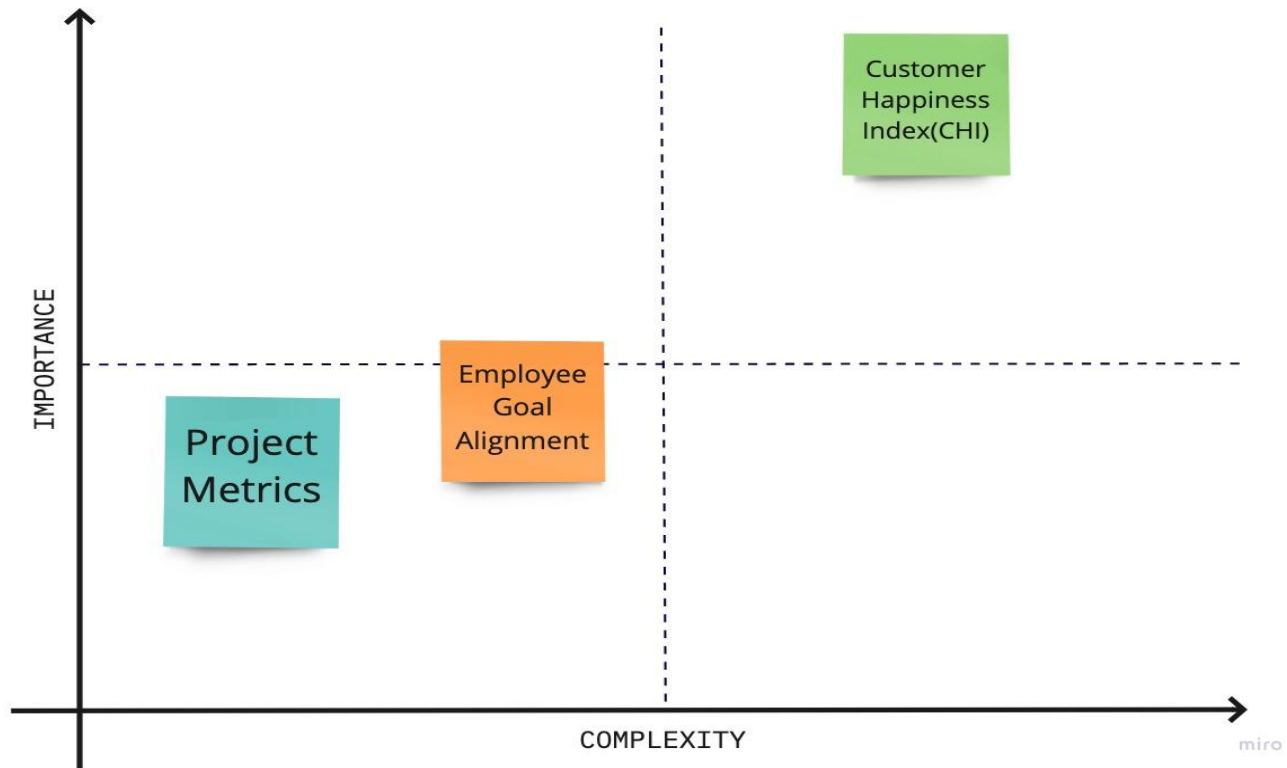 Customer
Happiness
Index(CHI)
IMPORTANCE
Employee
Goal
Alignment
Project
Metrics
COMPLEXITY
miro